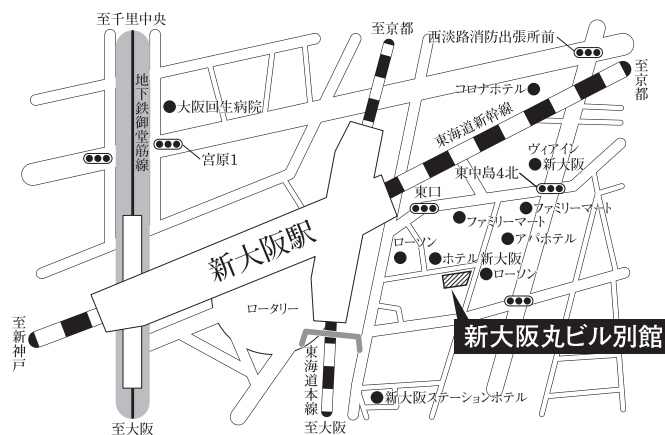 至千里中央
至京都
西淡路消防出張所前
至京都
地下鉄御堂筋線
大阪回生病院
コロナホテル
東海道新幹線
宮原1
ヴィアイン
新大阪
東中島4北
東口
ファミリーマート
ファミリーマート
アパホテル
新大阪駅
ローソン
ホテル新大阪
ローソン
ロータリー
至新神戸
新大阪丸ビル別館
東海道本線
新大阪ステーションホテル
至大阪
至大阪